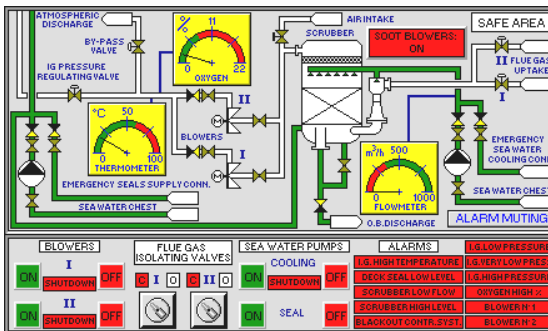 ATMOSPHERIC
DISCHARGE
BY-PASS
VALVE
IG PRESSURE
REGULATING VALVE
%
11
0
22
OXYGEN
AIR INTAKE
SCRUBBER
SOOT BLOWERS:
ON
SAFE AREA
II FLUE GAS
UPTAKE
I
II
BLOWERS
I
°C
50
0
100
THERMOMETER
EMERGENCY SEALS SUPPLY CONN.
SEA WATER CHEST
m³/h
500
0
1000
FLOWMETER
O.B. DISCHARGE
EMERGENCY
SEA WATER
COOLING CON
SEA WATER CHEST
ALARM MUTING
BLOWERS
I
ON
SHUTDOWN
OFF
II
ON
SHUTDOWN
OFF
FLUE GAS
ISOLATING VALVES
C I O
C II O
SEA WATER PUMPS
COOLING
ON
SHUTDOWN
OFF
SEAL
ON
OFF
ALARMS
I.G. HIGH TEMPERATURE
DECK SEAL LOW LEVEL
SCRUBBER LOW FLOW
SCRUBBER HIGH LEVEL
BLACKOUT CONTR. SYST.
I.G. LOW PRESSURE
I.G. VERY LOW PRESS
I.G. HIGH PRESSURE
OXYGEN HIGH %
BLOWER N° 1
BLOWER N° 2